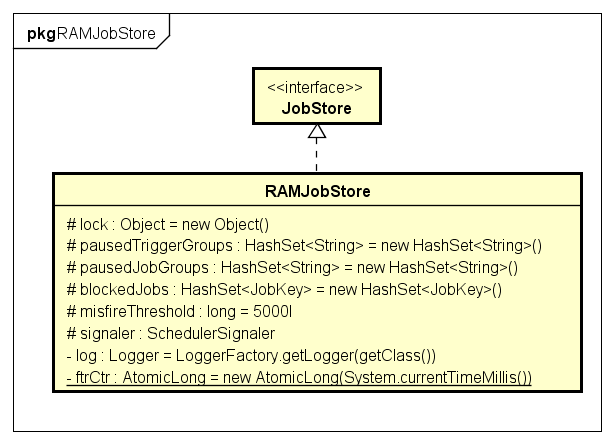 pkg RAMJobStore
<<interface>>
JobStore
RAMJobStore
# lock : Object = new Object()
# pausedTriggerGroups : HashSet<String> = new HashSet<String>()
# pausedJobGroups : HashSet<String> = new HashSet<String>()
# blockedJobs : HashSet<JobKey> = new HashSet<JobKey>()
# misfireThreshold : long = 5000l
# signaler : SchedulerSignaler
- log : Logger = LoggerFactory.getLogger(getClass())
- ftrCtr : AtomicLong = new AtomicLong(System.currentTimeMillis())